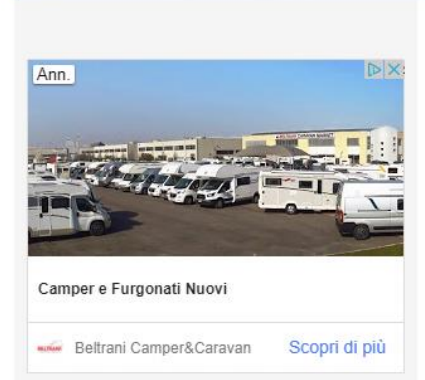 Ann.
Camper e Furgonati Nuovi
Beltrani Camper&Caravan
Scopri di più